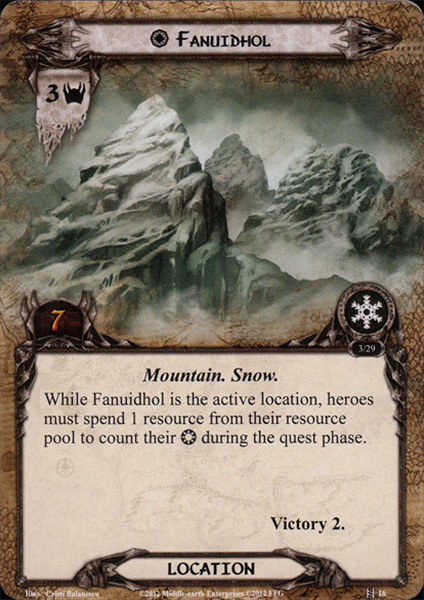 Fanuidhol
3
7
3/29
Mountain. Snow.
While Fanuidhol is the active location, heroes
must spend 1 resource from their resource
pool to count their during the quest phase.
Victory 2.
LOCATION
Illus. Cristi Balanescu ©2012 Middle-earth Enterprises ©2012 FFG 16